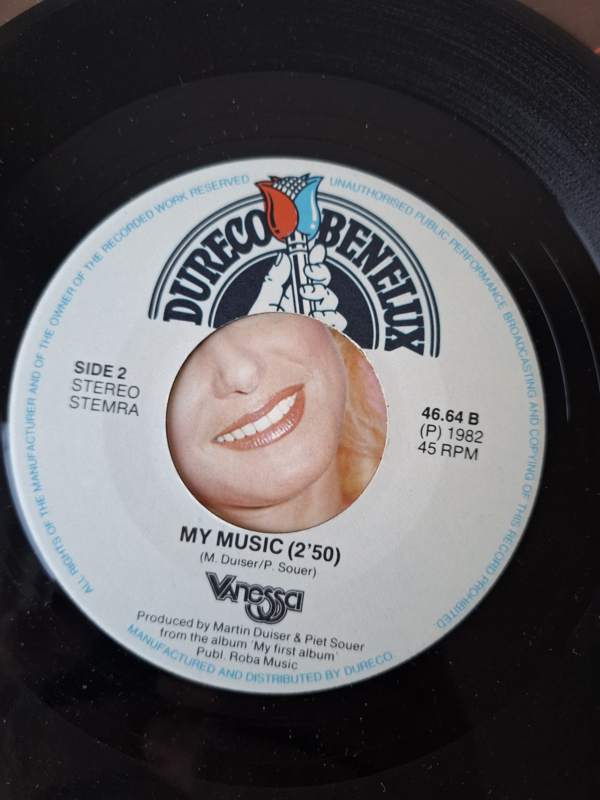 ALL RIGHTS OF THE MANUFACTURER AND OF THE OWNER OF THE RECORDED WORK RESERVED
UNAUTHORISED PUBLIC PERFORMANCE BROADCASTING AND COPYING OF THIS RECORD PROHIBITED
DURECO BENELUX
SIDE 2
STEREO
STEMRA
46.64 B
(P) 1982
45 RPM
MY MUSIC (2'50)
(M. Duiser/P. Souer)
Vanessa
Produced by Martin Duiser & Piet Souer
from the album 'My first album'
Publ. Roba Music
MANUFACTURED AND DISTRIBUTED BY DURECO